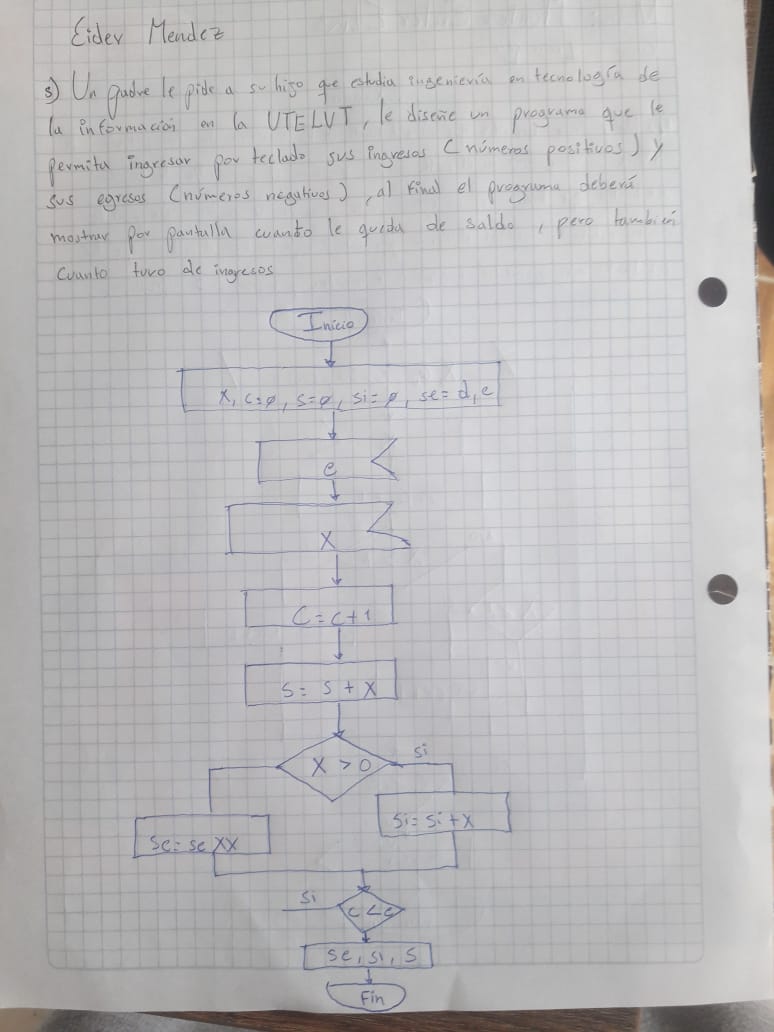 Eider Mendez
s) Un padre le pide a su hijo que estudia ingeniería en tecnología de
la información en la UTELVT, le diseñe un programa que le
permita ingresar por teclado sus ingresos (números positivos) y
sus egresos (números negativos), al final el programa deberá
mostrar por pantalla cuanto le queda de saldo, pero también
Cuanto tuvo de ingresos
Inicio
X, c=ø, s=ø, si=ø, se=d, e
e
X
C=c+1
S= s+X
X>0
si
Se=se XX
Si=si+X
Si
c<e
se, si, S
Fin